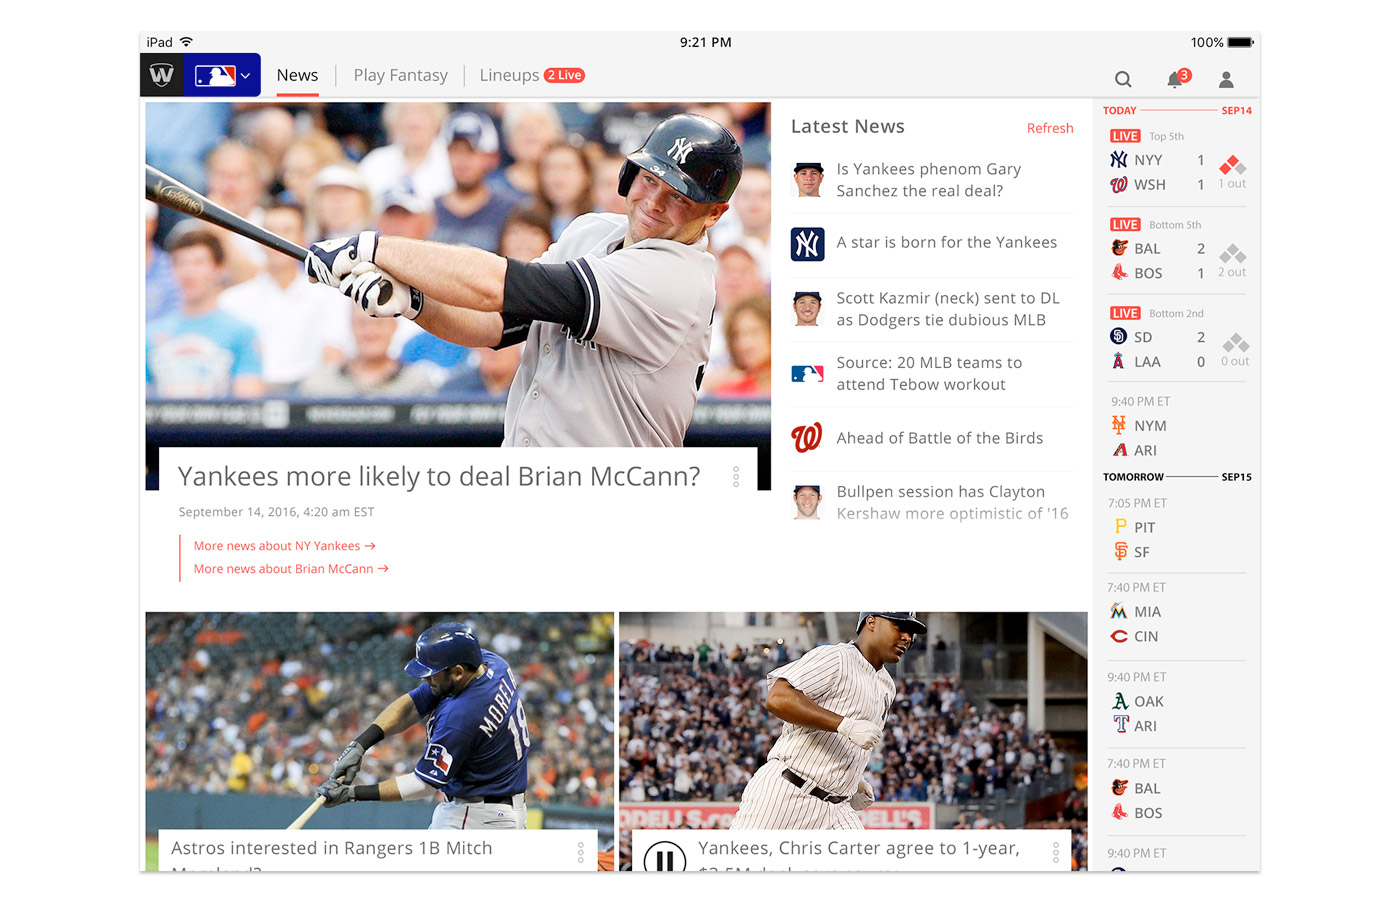 iPad
9:21 PM
100%
W
News
Play Fantasy
Lineups
2 Live
3
34
Latest News
Refresh
Is Yankees phenom Gary
Sanchez the real deal?
A star is born for the Yankees
Scott Kazmir (neck) sent to DL
as Dodgers tie dubious MLB
Source: 20 MLB teams to
attend Tebow workout
Ahead of Battle of the Birds
Bullpen session has Clayton
Kershaw more optimistic of '16
Yankees more likely to deal Brian McCann?
September 14, 2016, 4:20 am EST
More news about NY Yankees →
More news about Brian McCann →
MOREL
18
Astros interested in Rangers 1B Mitch
Yankees, Chris Carter agree to 1-year,
TODAY SEP14
LIVE Top 5th
NYY 1
WSH 1
1 out
LIVE Bottom 5th
BAL 2
BOS 1
2 out
LIVE Bottom 2nd
SD 2
LAA 0
0 out
9:40 PM ET
NYM
ARI
TOMORROW SEP15
7:05 PM ET
PIT
SF
7:40 PM ET
MIA
CIN
9:40 PM ET
OAK
ARI
7:40 PM ET
BAL
BOS
9:40 PM ET